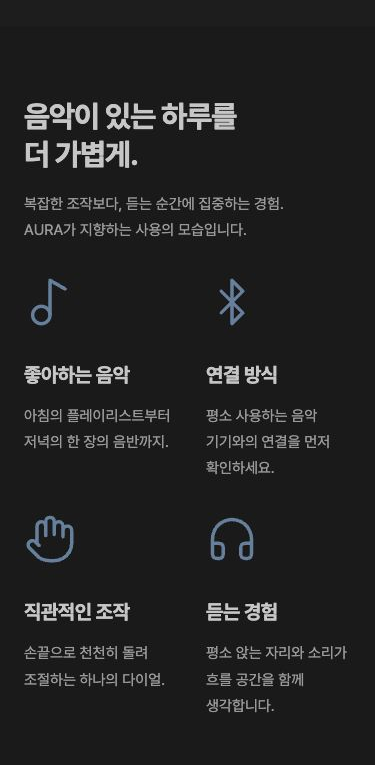 음악이 있는 하루를
더 가볍게.
복잡한 조작보다, 듣는 순간에 집중하는 경험.
AURA가 지향하는 사용의 모습입니다.
좋아하는 음악
아침의 플레이리스트부터
저녁의 한 장의 음반까지.
연결 방식
평소 사용하는 음악
기기와의 연결을 먼저
확인하세요.
직관적인 조작
손끝으로 천천히 돌려
조절하는 하나의 다이얼.
듣는 경험
평소 앉는 자리와 소리가
흐를 공간을 함께
생각합니다.